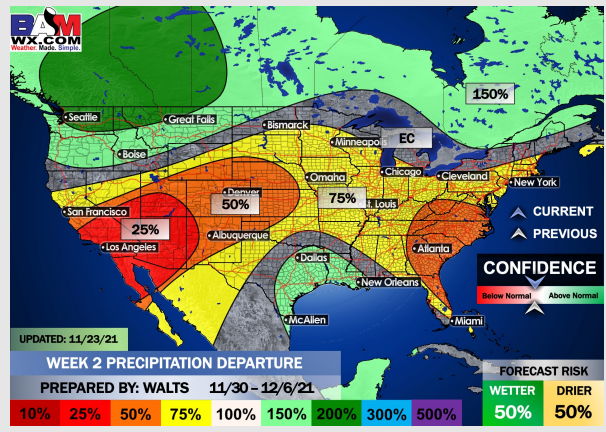 BAM
WX.COM
Weather. Made. Simple.
150%
Seattle
Great Falls
Bismarck
Minneapolis
EC
Boise
Chicago
Cleveland
Omaha
New York
Denver
50%
75%
St. Louis
San Francisco
25%
CURRENT
Los Angeles
Albuquerque
Atlanta
PREVIOUS
Dallas
CONFIDENCE
New Orleans
Below Normal
Above Normal
McAllen
Miami
UPDATED: 11/23/21
WEEK 2 PRECIPITATION DEPARTURE
FORECAST RISK
PREPARED BY: WALTS 11/30 – 12/6/21
WETTER
50%
DRIER
50%
10% 25% 50% 75% 100% 150% 200% 300% 500%